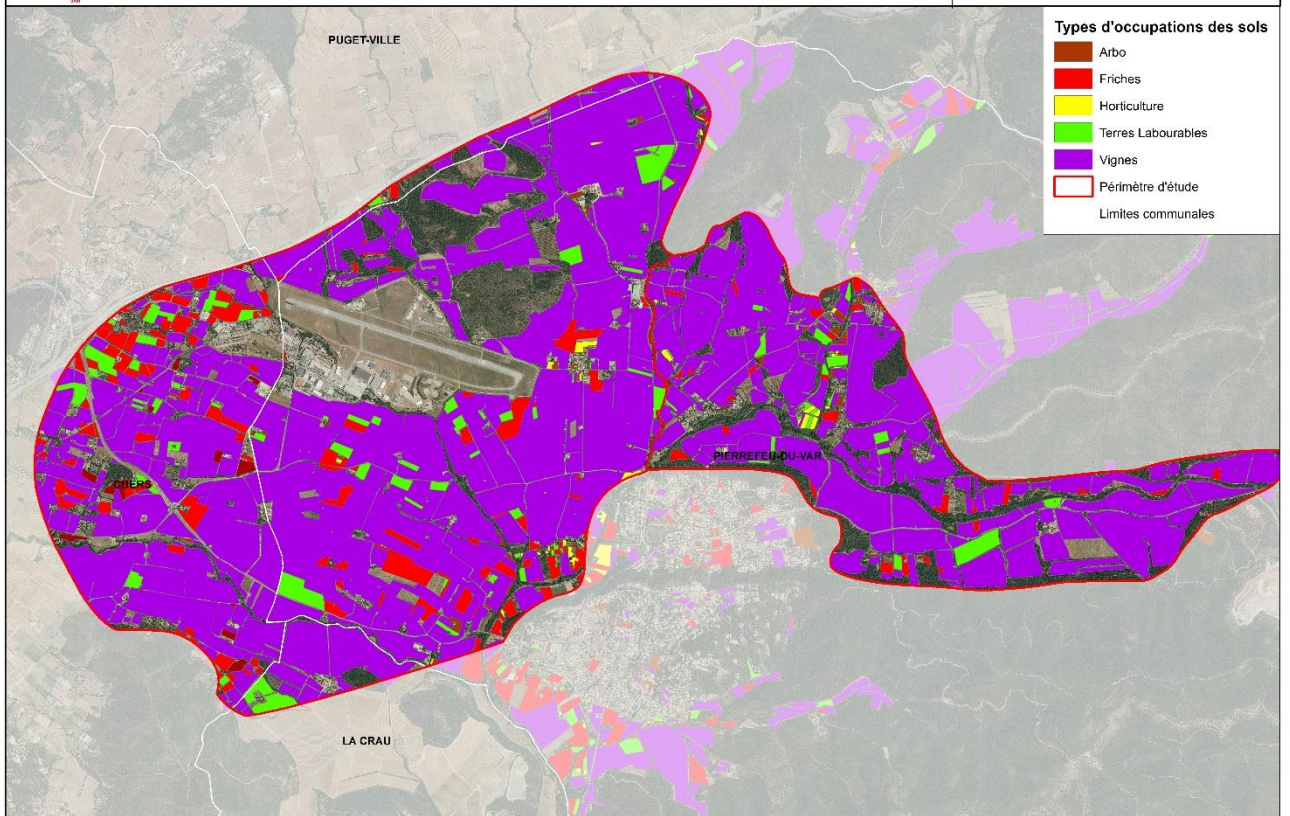 PUGET-VILLE
Types d'occupations des sols
Arbo
Friches
Horticulture
Terres Labourables
Vignes
Périmètre d'étude
Limites communales
PIERREFEU-DU-VAR
CUERS
LA CRAU